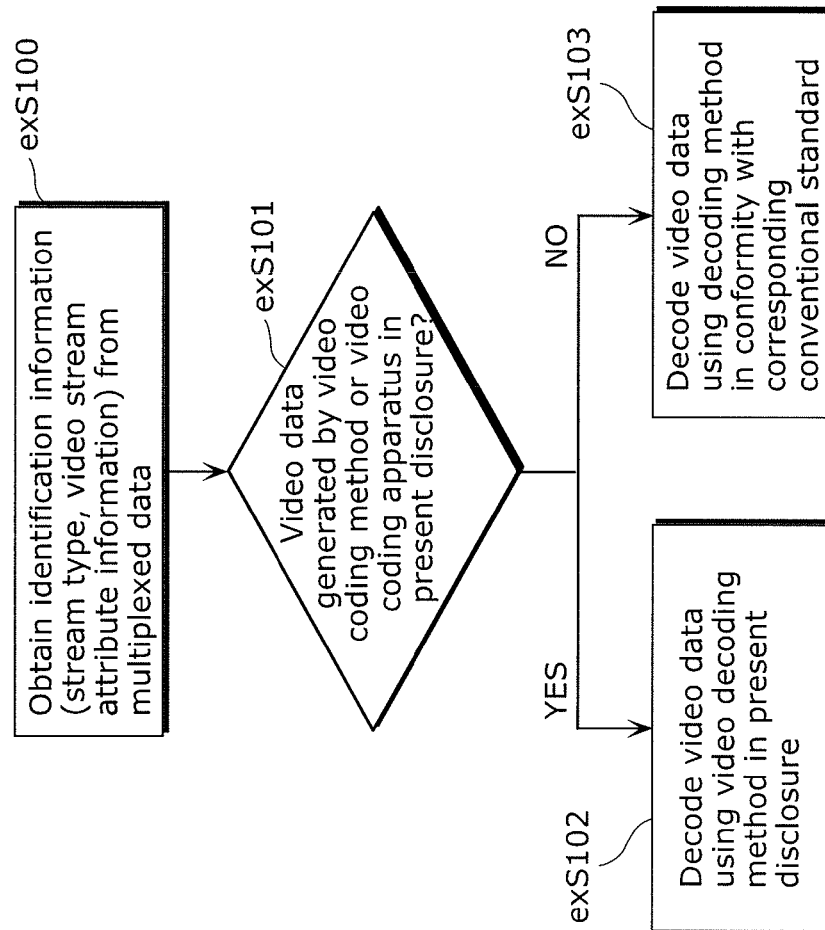 exS100
Obtain identification information
(stream type, video stream
attribute information) from
multiplexed data
exS101
Video data
generated by video
coding method or video
coding apparatus in
present disclosure?
YES
NO
exS102
Decode video data
using video decoding
method in present
disclosure
exS103
Decode video data
using decoding method
in conformity with
corresponding
conventional standard